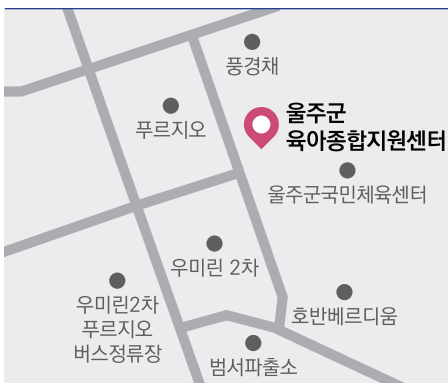 풍경채
푸르지오
울주군
육아종합지원센터
울주군국민체육센터
우미린 2차
우미린2차
푸르지오
버스정류장
호반베르디움
범서파출소